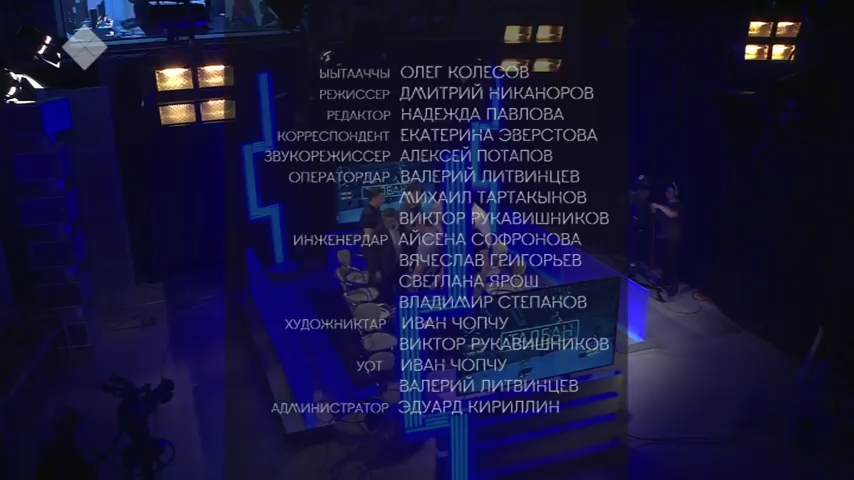 ЫЫТААЧЧЫ ОЛЕГ КОЛЕСОВ
РЕЖИССЕР ДМИТРИЙ НИКАНОРОВ
РЕДАКТОР НАДЕЖДА ПАВЛОВА
КОРРЕСПОНДЕНТ ЕКАТЕРИНА ЭВЕРСТОВА
ЗВУКОРЕЖИССЕР АЛЕКСЕЙ ПОТАПОВ
ОПЕРАТОРДАР ВАЛЕРИЙ ЛИТВИНЦЕВ
МИХАИЛ ТАРТАКЫНОВ
ВИКТОР РУКАВИШНИКОВ
ИНЖЕНЕРДАР АЙСЕНА СОФРОНОВА
ВЯЧЕСЛАВ ГРИГОРЬЕВ
СВЕТЛАНА ЯРОШ
ВЛАДИМИР СТЕПАНОВ
ХУДОЖНИКТАР ИВАН ЧОПЧУ
ВИКТОР РУКАВИШНИКОВ
УОТ ИВАН ЧОПЧУ
ВАЛЕРИЙ ЛИТВИНЦЕВ
АДМИНИСТРАТОР ЭДУАРД КИРИЛЛИН